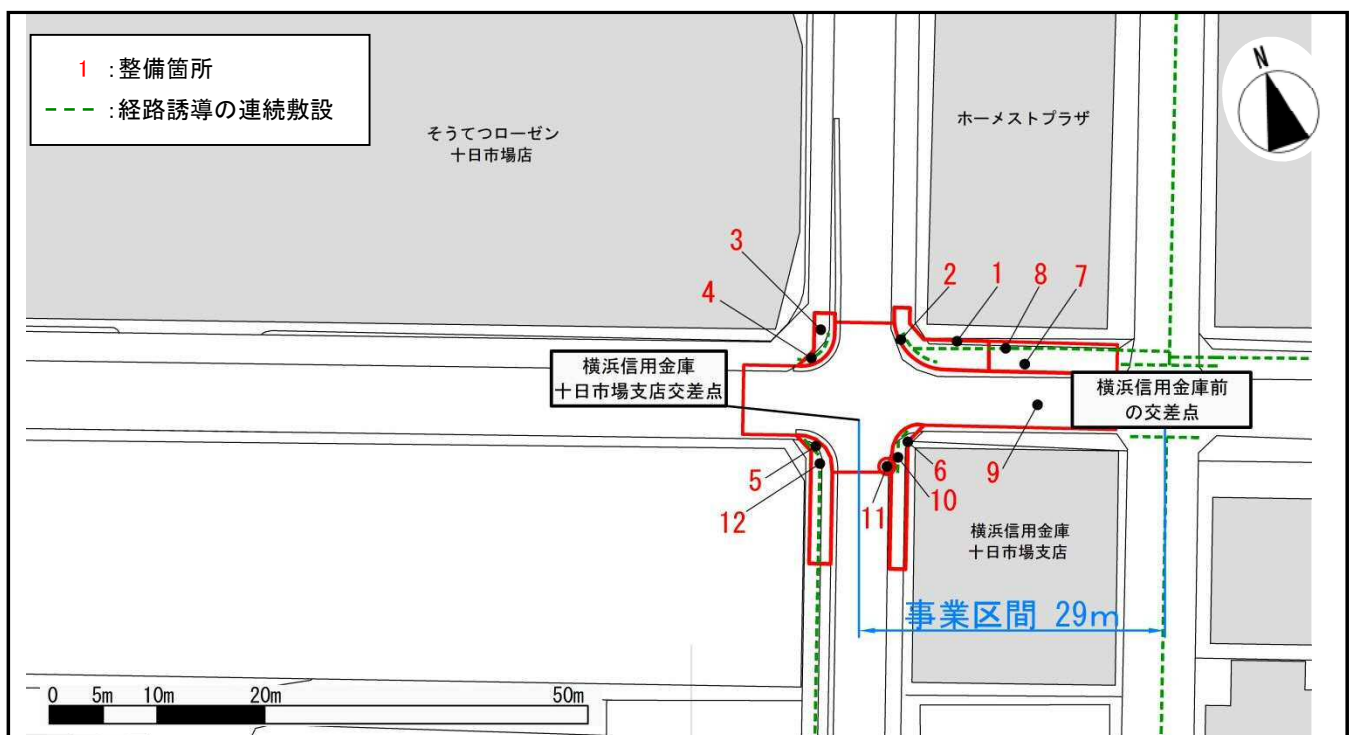 1 :整備箇所
--- :経路誘導の連続敷設
そうてつローゼン
十日市場店
ホーメストプラザ
N
3
4
2
1
8
7
横浜信用金庫
十日市場支店交差点
横浜信用金庫前
の交差点
5
12
11
10
6
9
横浜信用金庫
十日市場支店
事業区間 29m
0 5m 10m 20m 50m